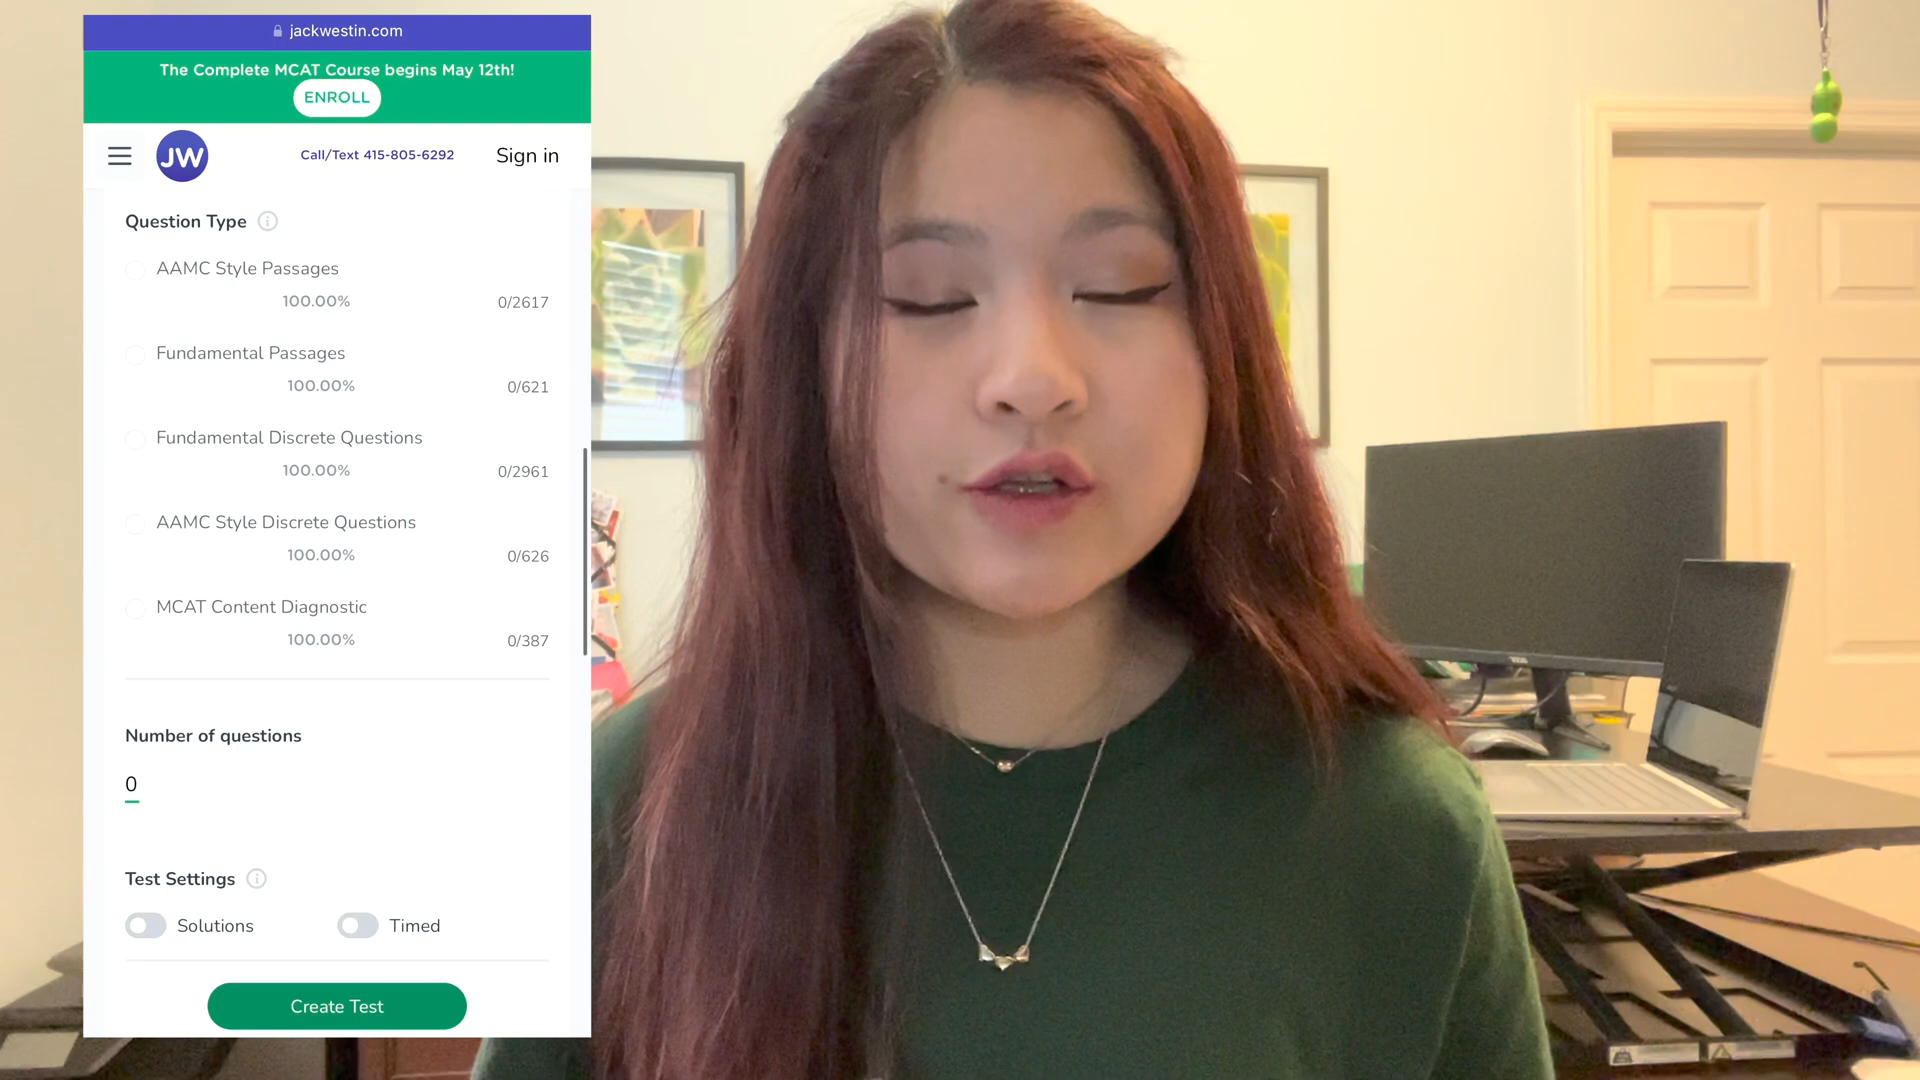 jackwestin.com
The Complete MCAT Course begins May 12th!
ENROLL
JW
Call/Text 415-805-6292
Sign in
Question Type
AAMC Style Passages
100.00%
0/2617
Fundamental Passages
100.00%
0/621
Fundamental Discrete Questions
100.00%
0/2961
AAMC Style Discrete Questions
100.00%
0/626
MCAT Content Diagnostic
100.00%
0/387
Number of questions
0
Test Settings
Solutions
Timed
Create Test